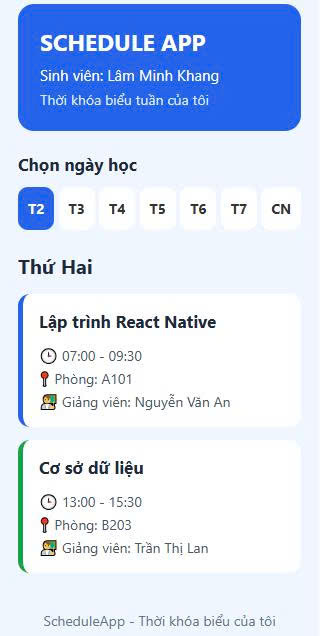 SCHEDULE APP
Sinh viên: Lâm Minh Khang
Thời khóa biểu tuần của tôi
Chọn ngày học
T2 T3 T4 T5 T6 T7 CN
Thứ Hai
Lập trình React Native
07:00 - 09:30
Phòng: A101
Giảng viên: Nguyễn Văn An
Cơ sở dữ liệu
13:00 - 15:30
Phòng: B203
Giảng viên: Trần Thị Lan
ScheduleApp - Thời khóa biểu của tôi